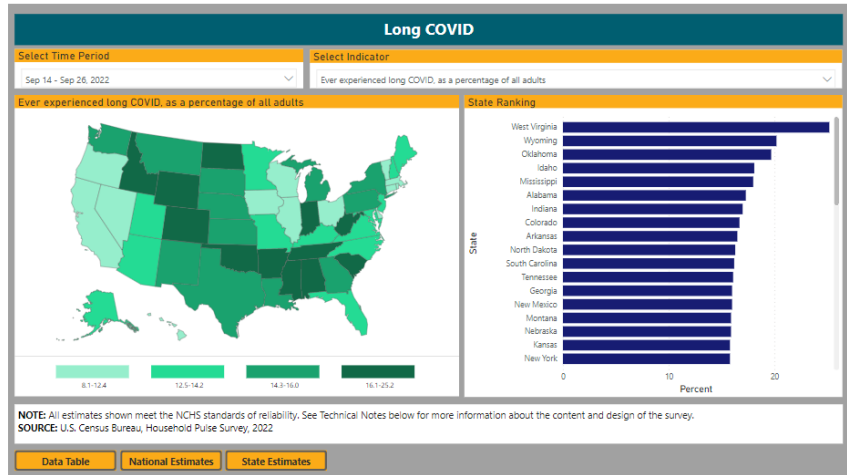 Long COVID
Select Time Period
Select Indicator
Sep 14 - Sep 26, 2022
Ever experienced long COVID, as a percentage of all adults
Ever experienced long COVID, as a percentage of all adults
State Ranking
West Virginia
Wyoming
Oklahoma
Idaho
Mississippi
Alabama
Indiana
Colorado
Arkansas
North Dakota
South Carolina
Tennessee
Georgia
New Mexico
Montana
Nebraska
Kansas
New York
State
0 10 20
Percent
8.1-12.4 12.5-14.2 14.3-16.0 16.1-25.2
NOTE: All estimates shown meet the NCHS standards of reliability. See Technical Notes below for more information about the content and design of the survey.
SOURCE: U.S. Census Bureau, Household Pulse Survey, 2022
Data Table National Estimates State Estimates